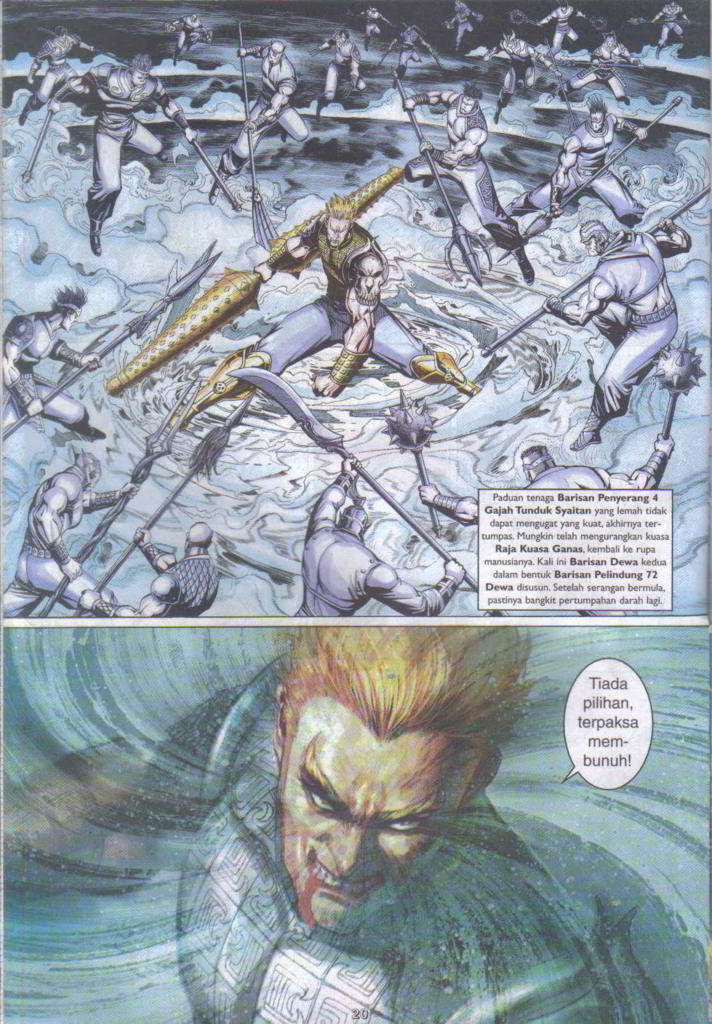 Paduan tenaga Barisan Penyerang 4
Gajah Tunduk Syaitan yang lemah tidak
dapat mengugat yang kuat, akhirnya ter-
tumpas. Mungkin telah mengurangkan kuasa
Raja Kuasa Ganas, kembali ke rupa
manusianya. Kali ini Barisan Dewa kedua
dalam bentuk Barisan Pelindung 72
Dewa disusun. Setelah serangan bermula,
pastinya bangkit pertumpahan darah lagi.
Tiada
pilihan,
terpaksa
mem-
bunuh!
20